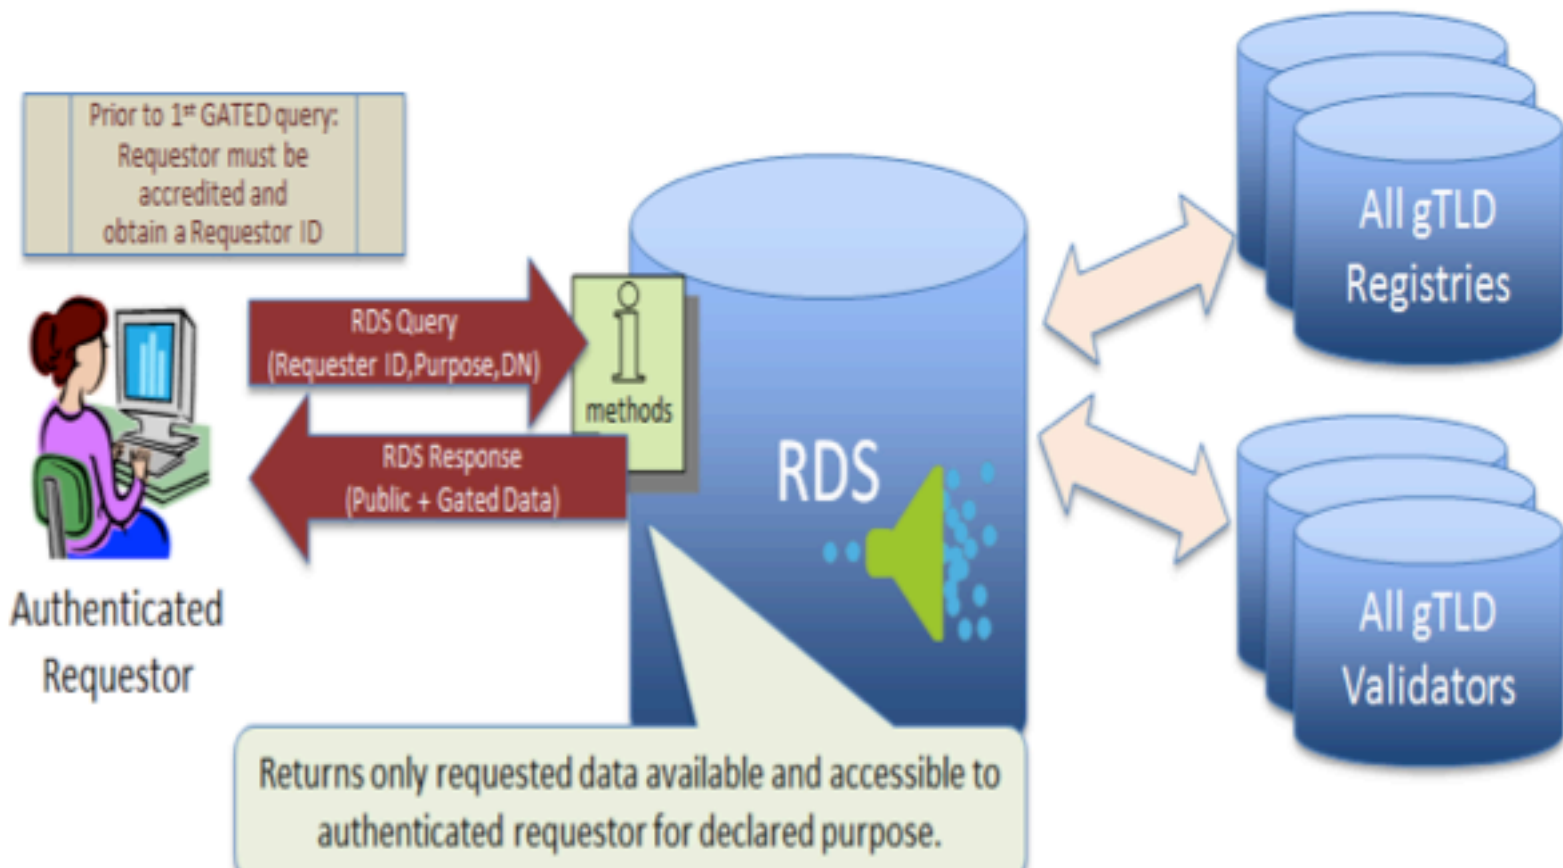 Prior to 1st GATED query:
Requestor must be
accredited and
obtain a Requestor ID
RDS Query
(Requester ID,Purpose,DN)
methods
RDS Response
(Public + Gated Data)
Authenticated
Requestor
RDS
All gTLD
Registries
All gTLD
Validators
Returns only requested data available and accessible to
authenticated requestor for declared purpose.